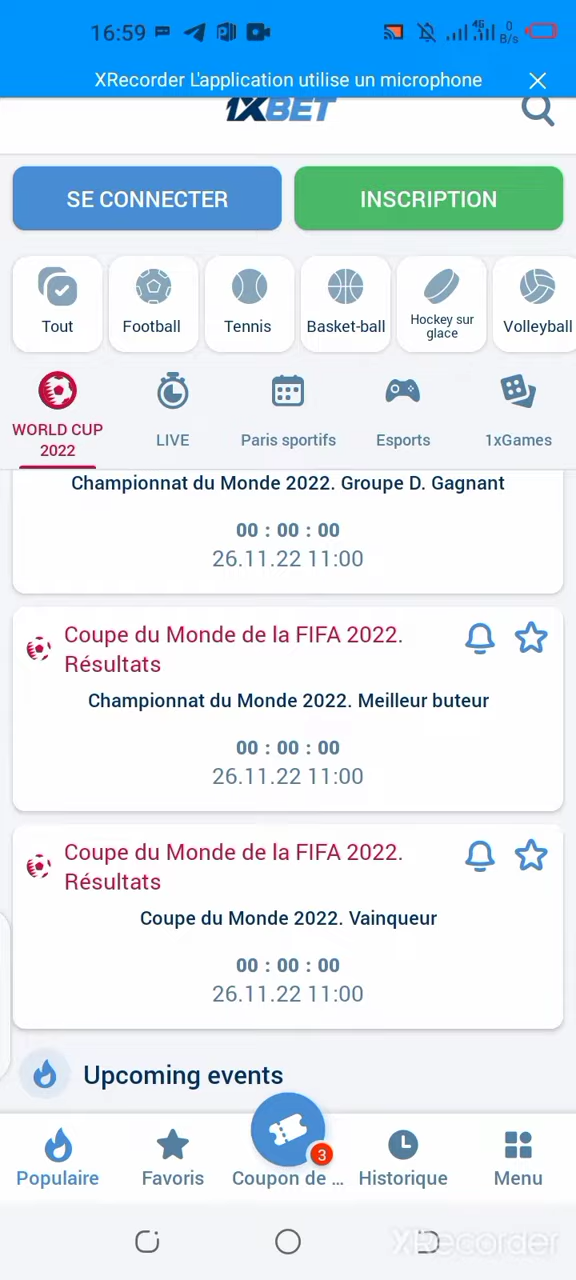 16:59
4G
0
B/s
XRecorder L'application utilise un microphone
1XBET
SE CONNECTER
INSCRIPTION
Tout
Football
Tennis
Basket-ball
Hockey sur
glace
Volleyball
WORLD CUP
2022
LIVE
Paris sportifs
Esports
1xGames
Championnat du Monde 2022. Groupe D. Gagnant
00 : 00 : 00
26.11.22 11:00
Coupe du Monde de la FIFA 2022.
Résultats
Championnat du Monde 2022. Meilleur buteur
00 : 00 : 00
26.11.22 11:00
Coupe du Monde de la FIFA 2022.
Résultats
Coupe du Monde 2022. Vainqueur
00 : 00 : 00
26.11.22 11:00
Upcoming events
3
Populaire
Favoris
Coupon de ...
Historique
Menu
XRecorder